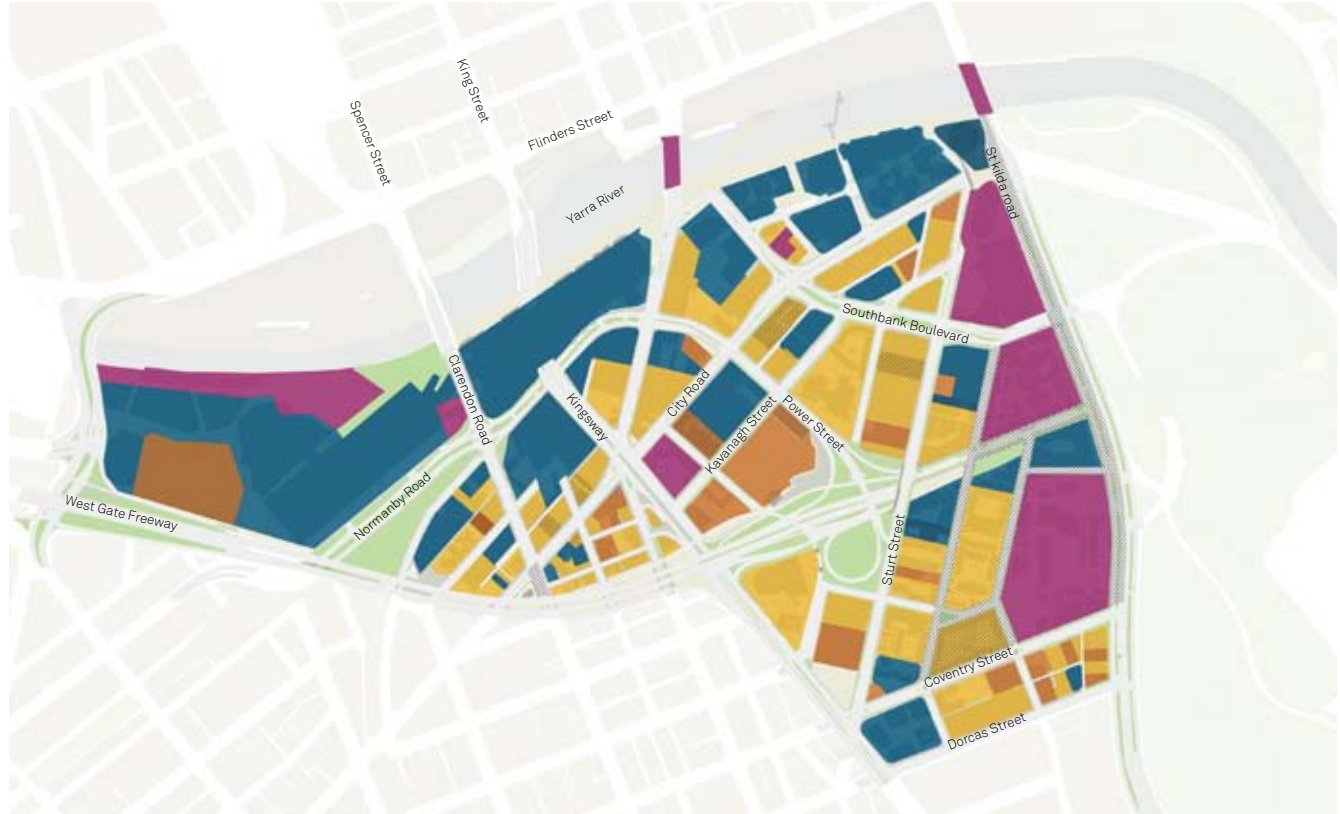 King Street
Spencer Street
Flinders Street
Yarra River
St kilda road
Southbank Boulevard
Clarendon Road
City Road
Kingsway
Kavanagh Street
Power Street
Normanby Road
West Gate Freeway
Sturt Street
Coventry Street
Dorcas Street